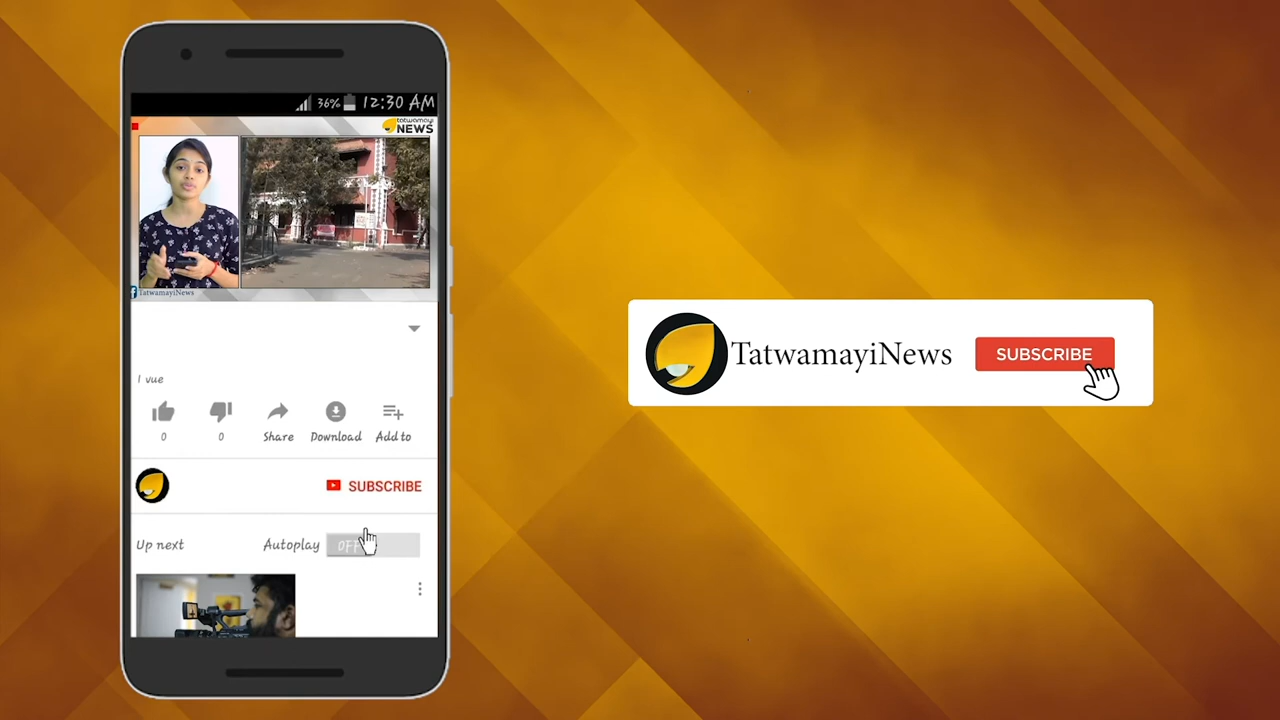 36% 12:30 AM
tatwamayi
NEWS
TatwamayiNews
1 vue
0 0 Share Download Add to
SUBSCRIBE
Up next Autoplay OFF
TatwamayiNews SUBSCRIBE